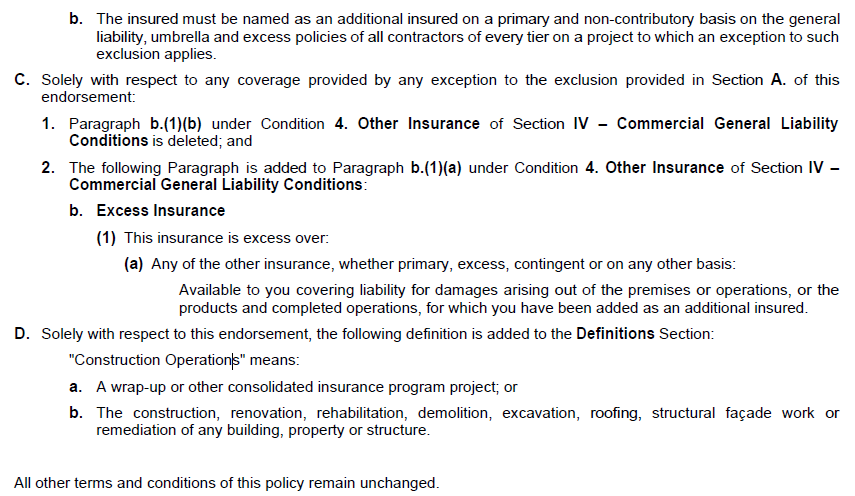 b. The insured must be named as an additional insured on a primary and non-contributory basis on the general
liability, umbrella and excess policies of all contractors of every tier on a project to which an exception to such
exclusion applies.
C. Solely with respect to any coverage provided by any exception to the exclusion provided in Section A. of this
endorsement:
1. Paragraph b.(1)(b) under Condition 4. Other Insurance of Section IV – Commercial General Liability
Conditions is deleted; and
2. The following Paragraph is added to Paragraph b.(1)(a) under Condition 4. Other Insurance of Section IV –
Commercial General Liability Conditions:
b. Excess Insurance
(1) This insurance is excess over:
(a) Any of the other insurance, whether primary, excess, contingent or on any other basis:
Available to you covering liability for damages arising out of the premises or operations, or the
products and completed operations, for which you have been added as an additional insured.
D. Solely with respect to this endorsement, the following definition is added to the Definitions Section:
"Construction Operations" means:
a. A wrap-up or other consolidated insurance program project; or
b. The construction, renovation, rehabilitation, demolition, excavation, roofing, structural façade work or
remediation of any building, property or structure.
All other terms and conditions of this policy remain unchanged.